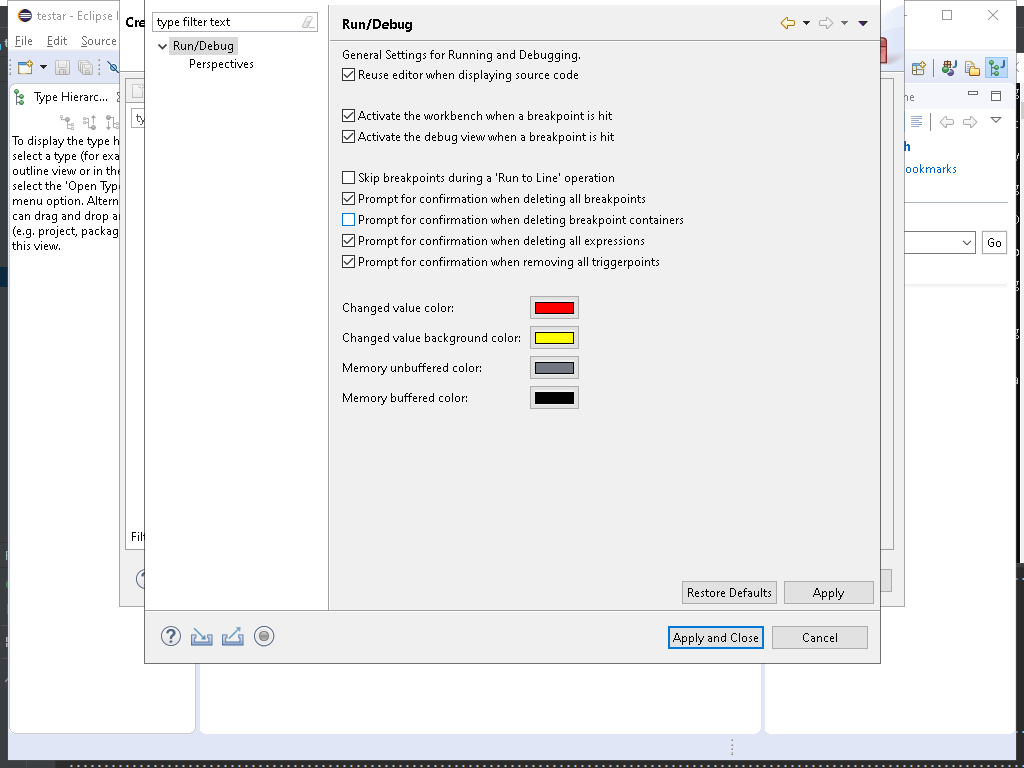 testar - Eclipse I
File Edit Source
Type Hierarc...
To display the type h
select a type (for exa
outline view or in the
select the 'Open Type
menu option. Altern
can drag and drop a
(e.g. project, packag
this view.
Cre
ty
Filt
type filter text
Run/Debug
Perspectives
Run/Debug
General Settings for Running and Debugging.
Reuse editor when displaying source code
Activate the workbench when a breakpoint is hit
Activate the debug view when a breakpoint is hit
Skip breakpoints during a 'Run to Line' operation
Prompt for confirmation when deleting all breakpoints
Prompt for confirmation when deleting breakpoint containers
Prompt for confirmation when deleting all expressions
Prompt for confirmation when removing all triggerpoints
Changed value color:
Changed value background color:
Memory unbuffered color:
Memory buffered color:
Restore Defaults Apply
Apply and Close Cancel
ne
h
ookmarks
Go